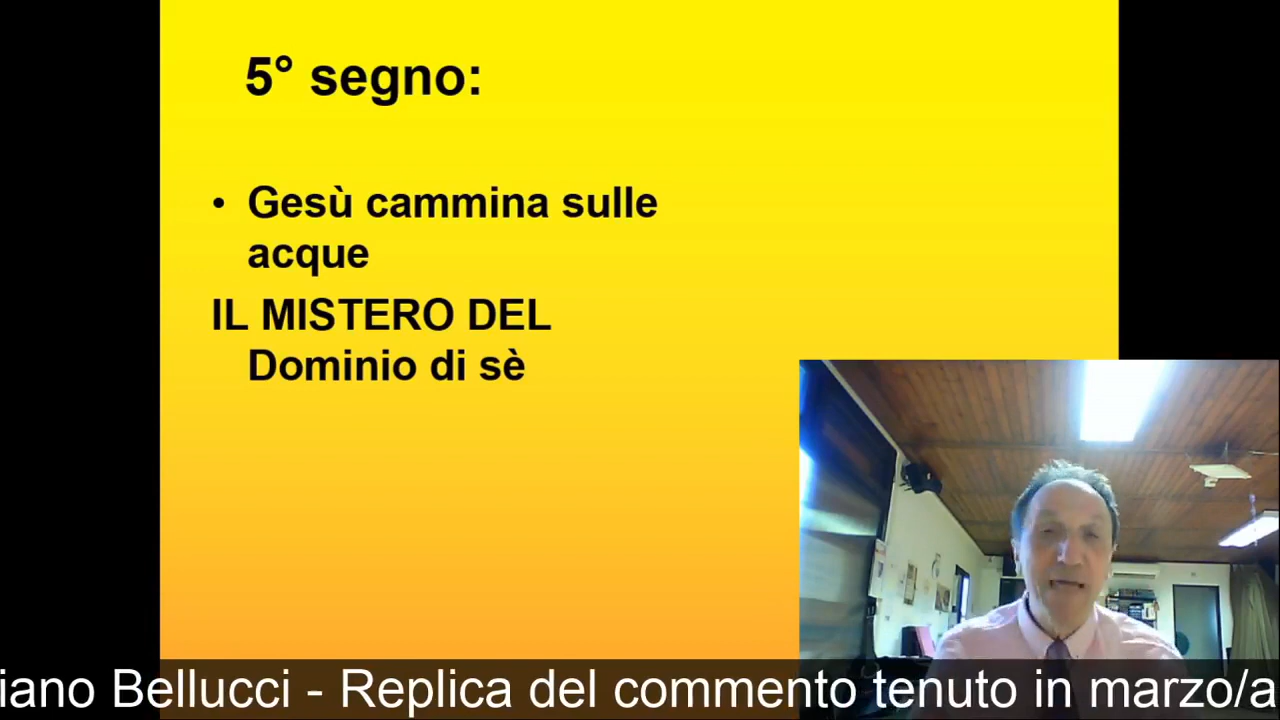 5° segno:
• Gesù cammina sulle
acque
IL MISTERO DEL
Dominio di sè
iano Bellucci - Replica del commento tenuto in marzo/a